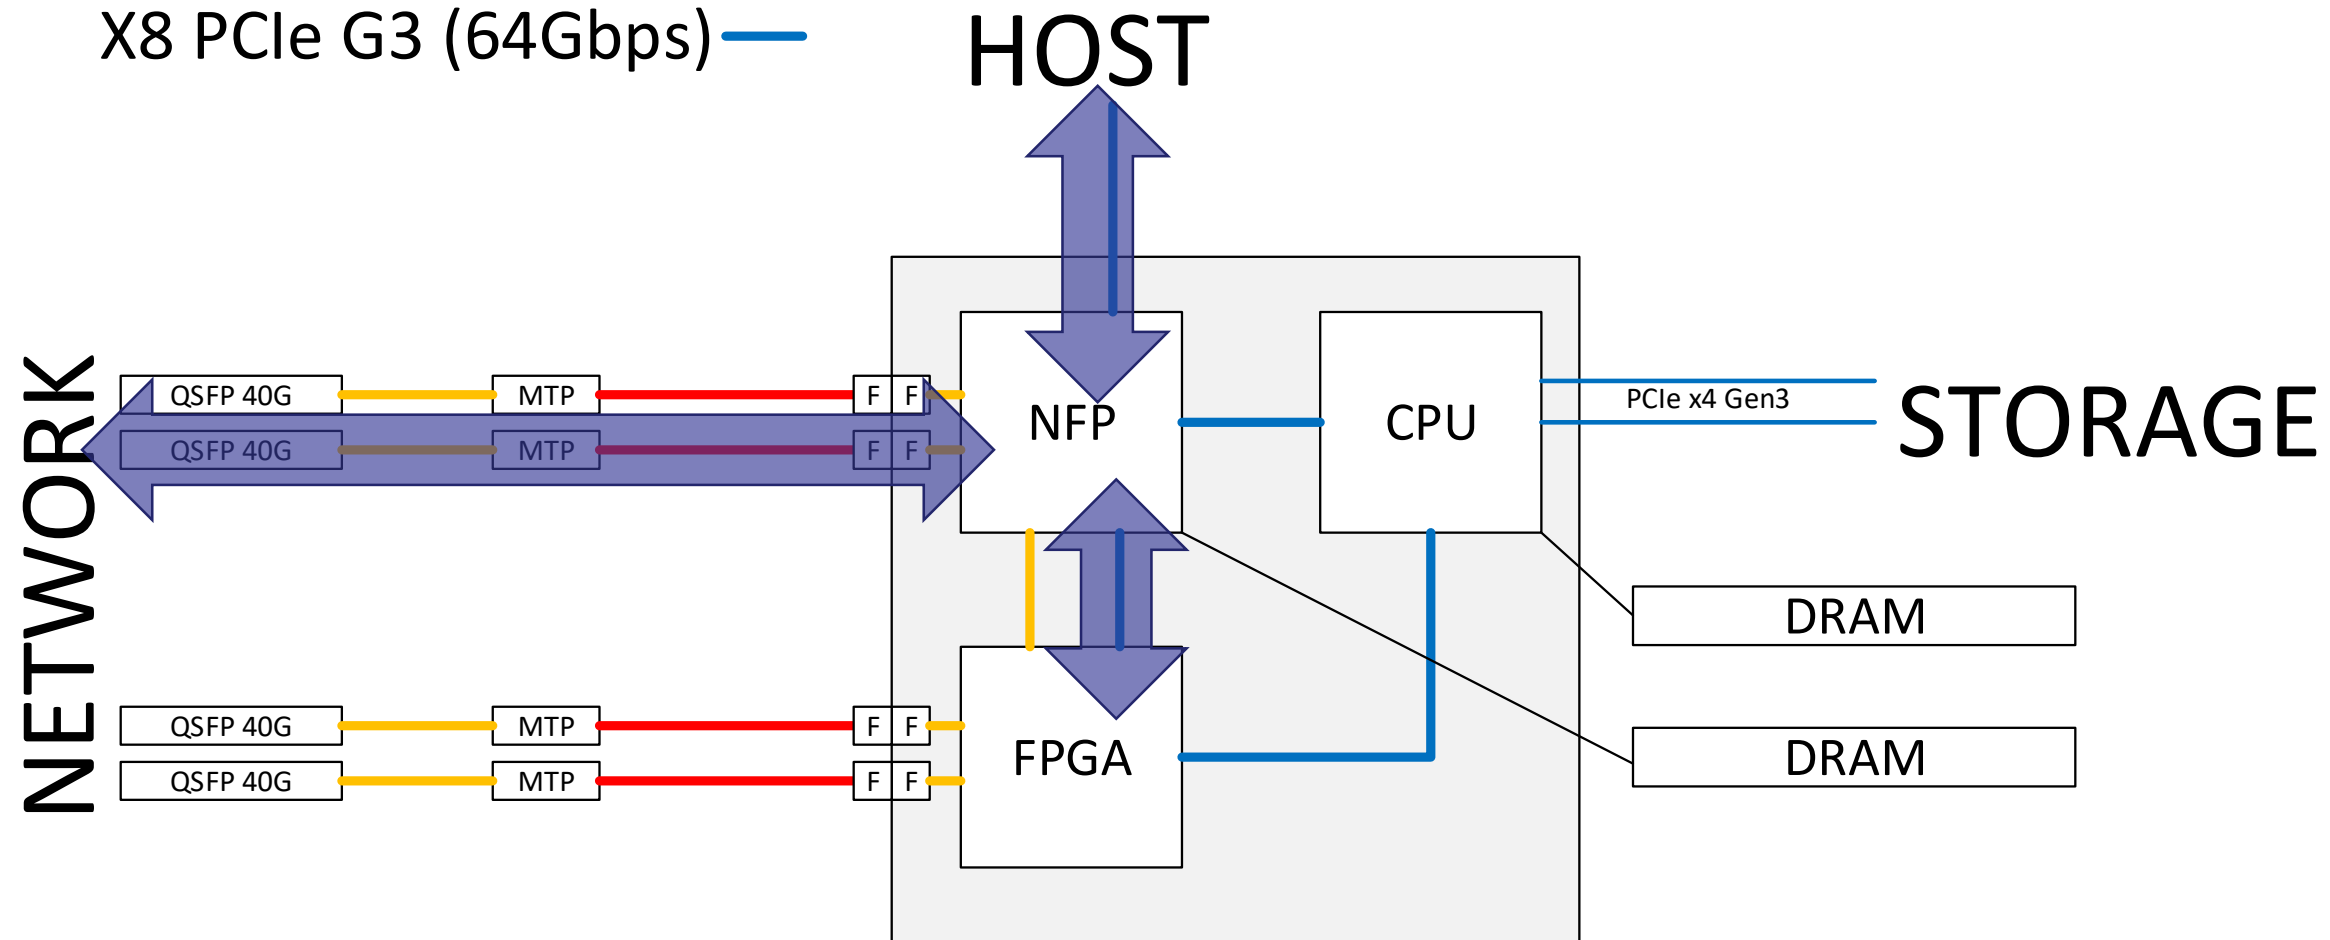 X8 PCIe G3 (64Gbps)
HOST
NETWORK
QSFP 40G
MTP
F
F
QSFP 40G
MTP
F
F
NFP
CPU
PCIe x4 Gen3
STORAGE
DRAM
QSFP 40G
MTP
F
F
QSFP 40G
MTP
F
F
FPGA
DRAM